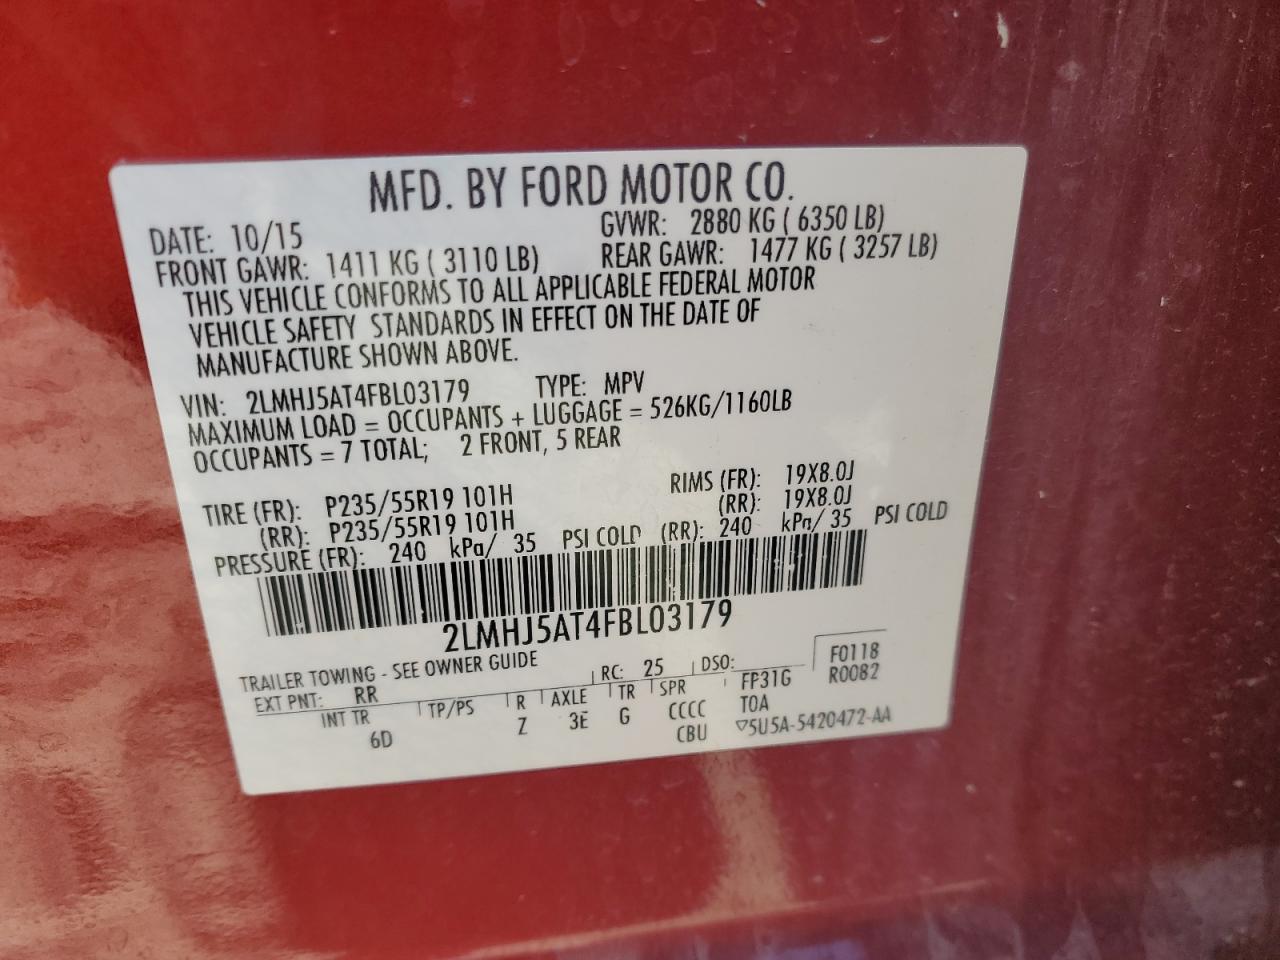 MFD. BY FORD MOTOR CO.
DATE: 10/15 GVWR: 2880 KG ( 6350 LB)
FRONT GAWR: 1411 KG ( 3110 LB) REAR GAWR: 1477 KG ( 3257 LB)
THIS VEHICLE CONFORMS TO ALL APPLICABLE FEDERAL MOTOR
VEHICLE SAFETY STANDARDS IN EFFECT ON THE DATE OF
MANUFACTURE SHOWN ABOVE.
VIN: 2LMHJ5AT4FBL03179 TYPE: MPV
MAXIMUM LOAD = OCCUPANTS + LUGGAGE = 526KG/1160LB
OCCUPANTS = 7 TOTAL; 2 FRONT, 5 REAR
TIRE (FR): P235/55R19 101H RIMS (FR): 19X8.0J
(RR): P235/55R19 101H (RR): 19X8.0J
PRESSURE (FR): 240 kPa/ 35 PSI COLD (RR): 240 kPa/ 35 PSI COLD
2LMHJ5AT4FBL03179
TRAILER TOWING - SEE OWNER GUIDE
EXT PNT: RR RC: 25 DSO: F0118
R0082
INT TR TP/PS R AXLE TR SPR FP31G
6D Z 3E G CCCC TOA
CBU ▽5U5A-5420472-AA